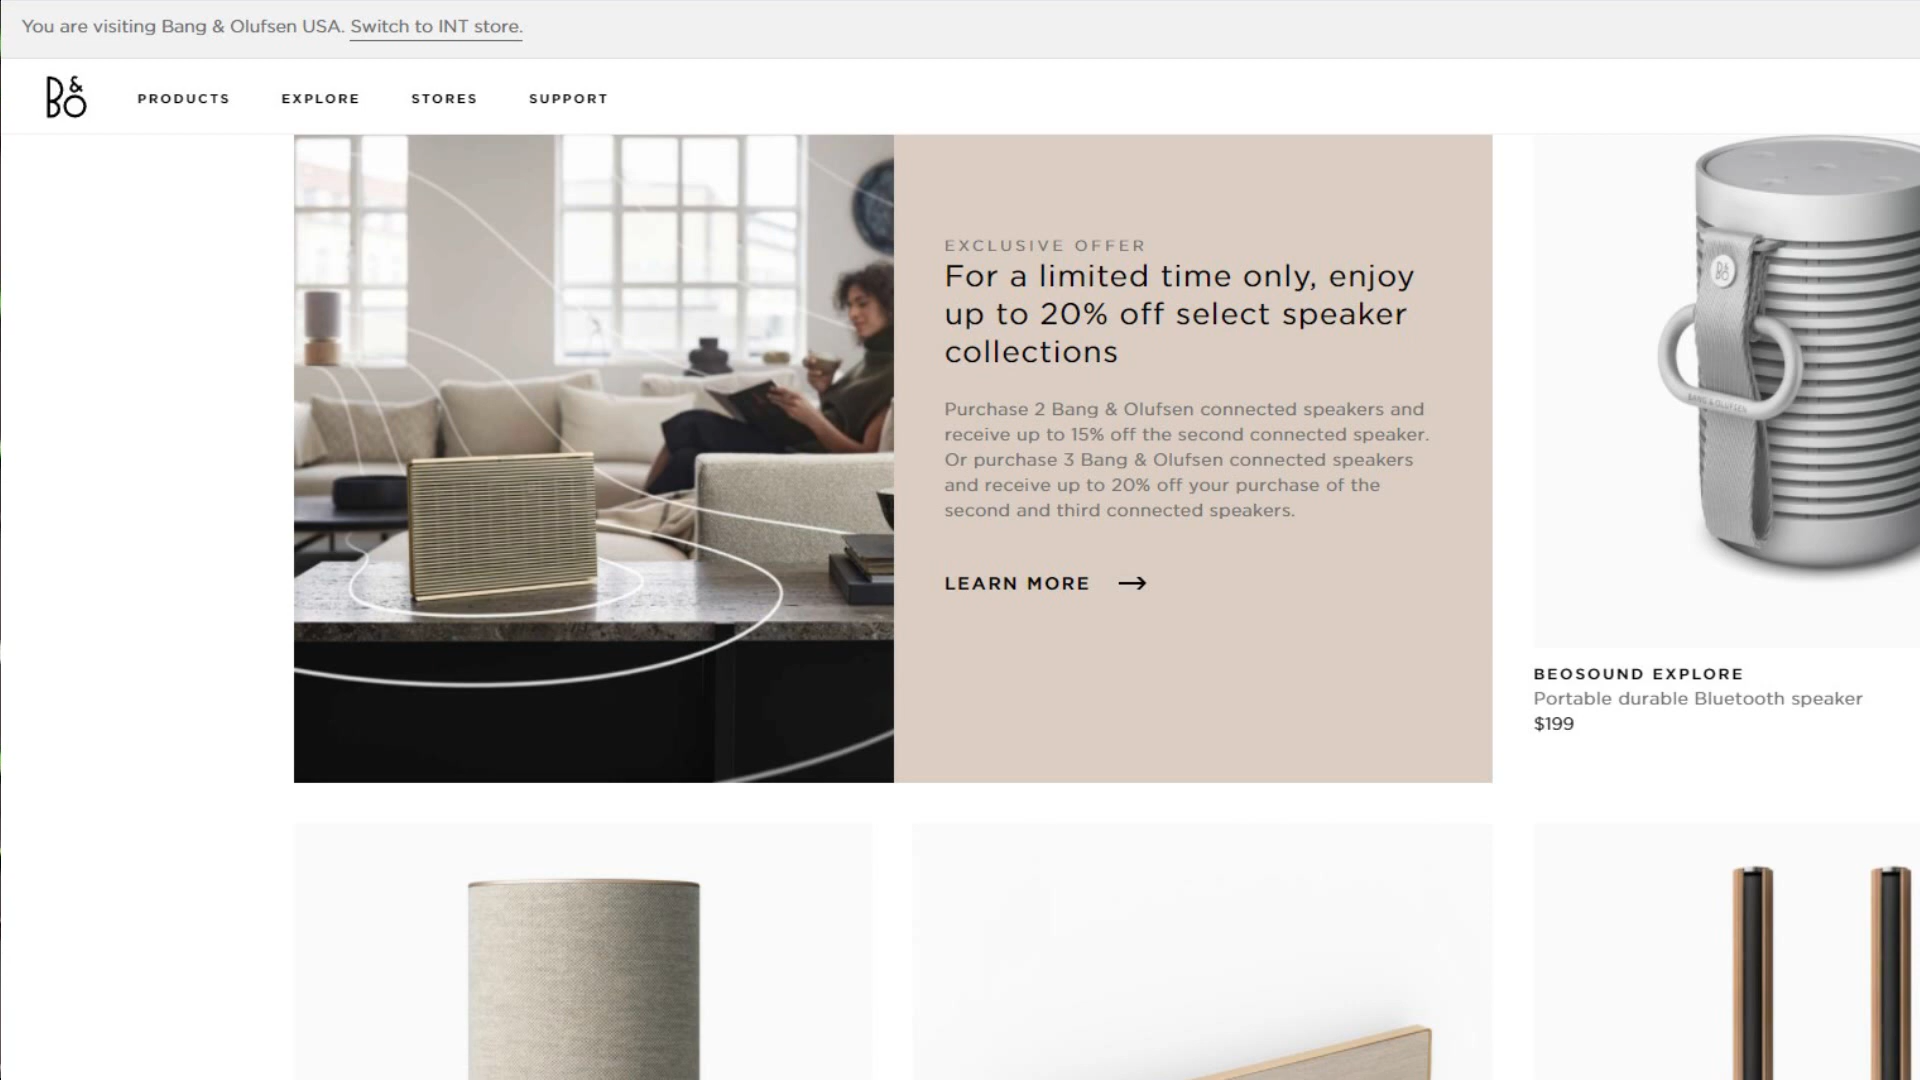 You are visiting Bang & Olufsen USA. Switch to INT store.
B&O
PRODUCTS EXPLORE STORES SUPPORT
EXCLUSIVE OFFER
For a limited time only, enjoy
up to 20% off select speaker
collections
Purchase 2 Bang & Olufsen connected speakers and
receive up to 15% off the second connected speaker.
Or purchase 3 Bang & Olufsen connected speakers
and receive up to 20% off your purchase of the
second and third connected speakers.
LEARN MORE
B&O
BANG & OLUFSEN
BEOSOUND EXPLORE
Portable durable Bluetooth speaker
$199